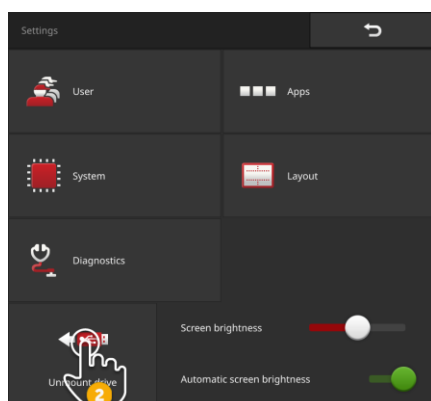 Settings
User
Apps
System
Layout
Diagnostics
Screen brightness
Unmount drive
2
Automatic screen brightness